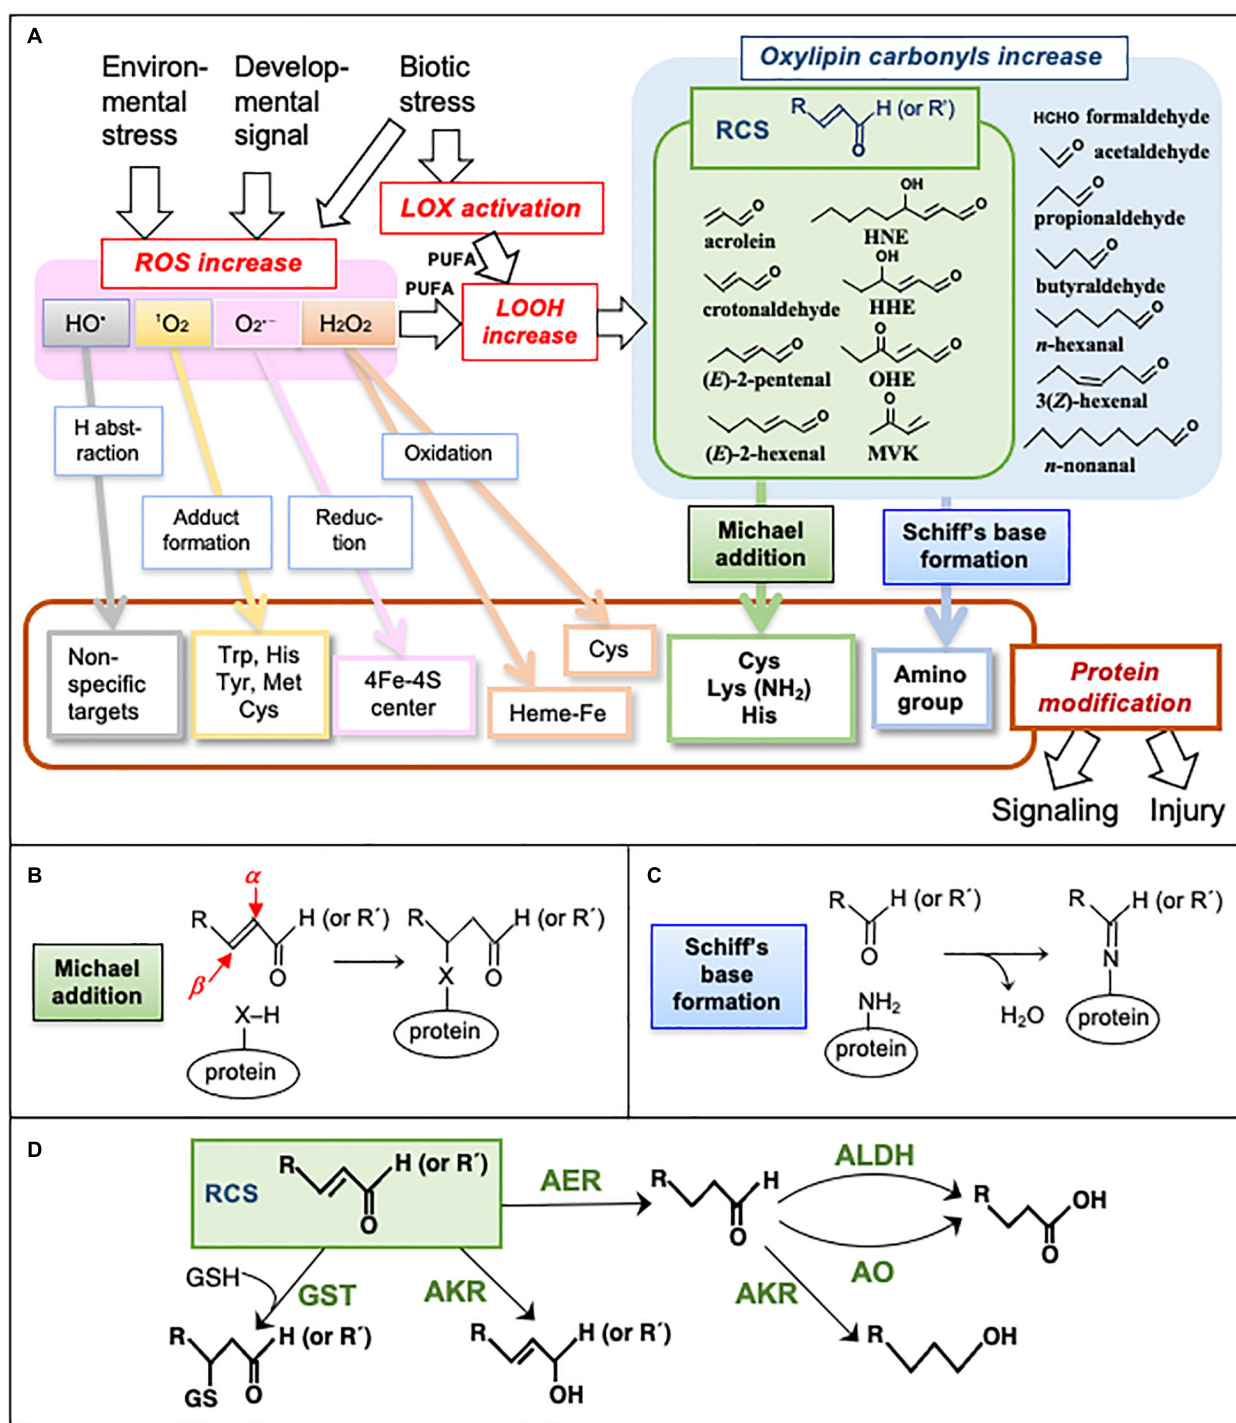 A
Environ-
mental
stress
Develop-
mental
signal
Biotic
stress
LOX activation
ROS increase
PUFA
PUFA
LOOH
increase
HO•
¹O₂
O₂•−
H₂O₂
H abst-
raction
Adduct
formation
Reduc-
tion
Oxidation
Oxylipin carbonyls increase
RCS
R
H (or R')
O
O
acrolein
OH
O
HNE
O
crotonaldehyde
OH
O
HHE
O
(E)-2-pentenal
O
O
OHE
O
(E)-2-hexenal
O
MVK
HCHO formaldehyde
O acetaldehyde
O
propionaldehyde
O
butyraldehyde
O
n-hexanal
O
3(Z)-hexenal
O
n-nonanal
Michael
addition
Schiff's base
formation
Non-
specific
targets
Trp, His
Tyr, Met
Cys
4Fe-4S
center
Heme-Fe
Cys
Cys
Lys (NH₂)
His
Amino
group
Protein
modification
Signaling
Injury
B
Michael
addition
α
β
R
H (or R´)
O
X–H
protein
R
H (or R´)
X
O
protein
C
Schiff's
base
formation
R
H (or R´)
O
NH₂
protein
H₂O
R
H (or R´)
N
protein
D
RCS
R
H (or R´)
O
AER
R
H
O
ALDH
AO
R
OH
O
GSH
GST
AKR
AKR
R
H (or R´)
GS
O
R
H (or R´)
OH
R
OH